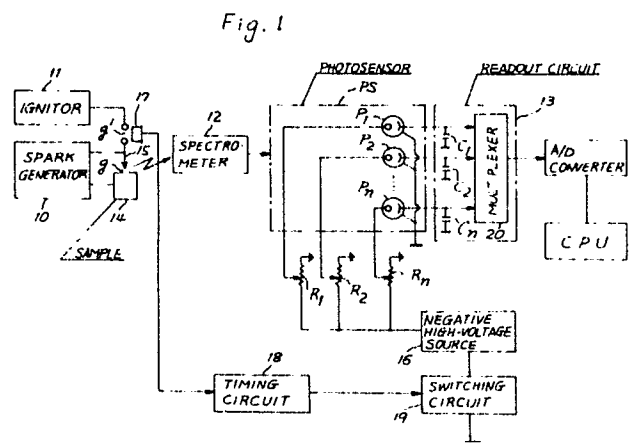 Fig. 1
PHOTOSENSOR
READOUT CIRCUIT
11
IGNITOR
17
g'
15
SPARK
GENERATOR
g
10
14
SAMPLE
12
SPECTRO-
METER
PS
P1
P2
Pn
C1
C2
Cn
13
MULTIPLEXER
20
A/D
CONVERTER
CPU
R1
R2
Rn
NEGATIVE
HIGH-VOLTAGE
SOURCE
16
18
TIMING
CIRCUIT
SWITCHING
CIRCUIT
19